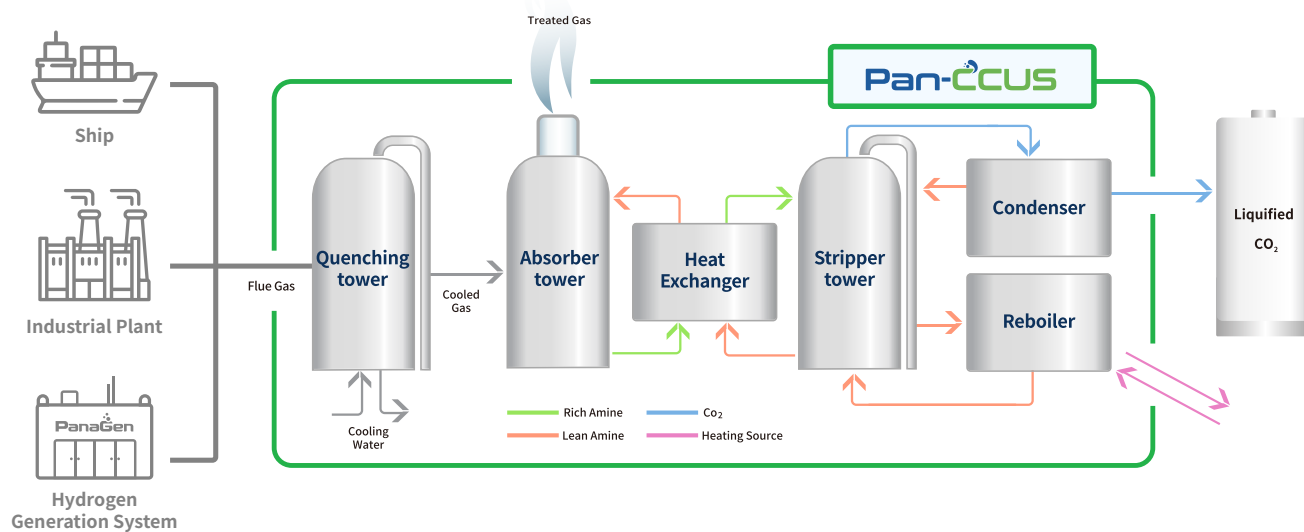 Treated Gas
Pan-CCUS
Ship
Industrial Plant
PanaGen
Hydrogen
Generation System
Flue Gas
Quenching
tower
Cooled
Gas
Cooling
Water
Absorber
tower
Heat
Exchanger
Stripper
tower
Condenser
Reboiler
Liquified
CO₂
Rich Amine
Co₂
Lean Amine
Heating Source